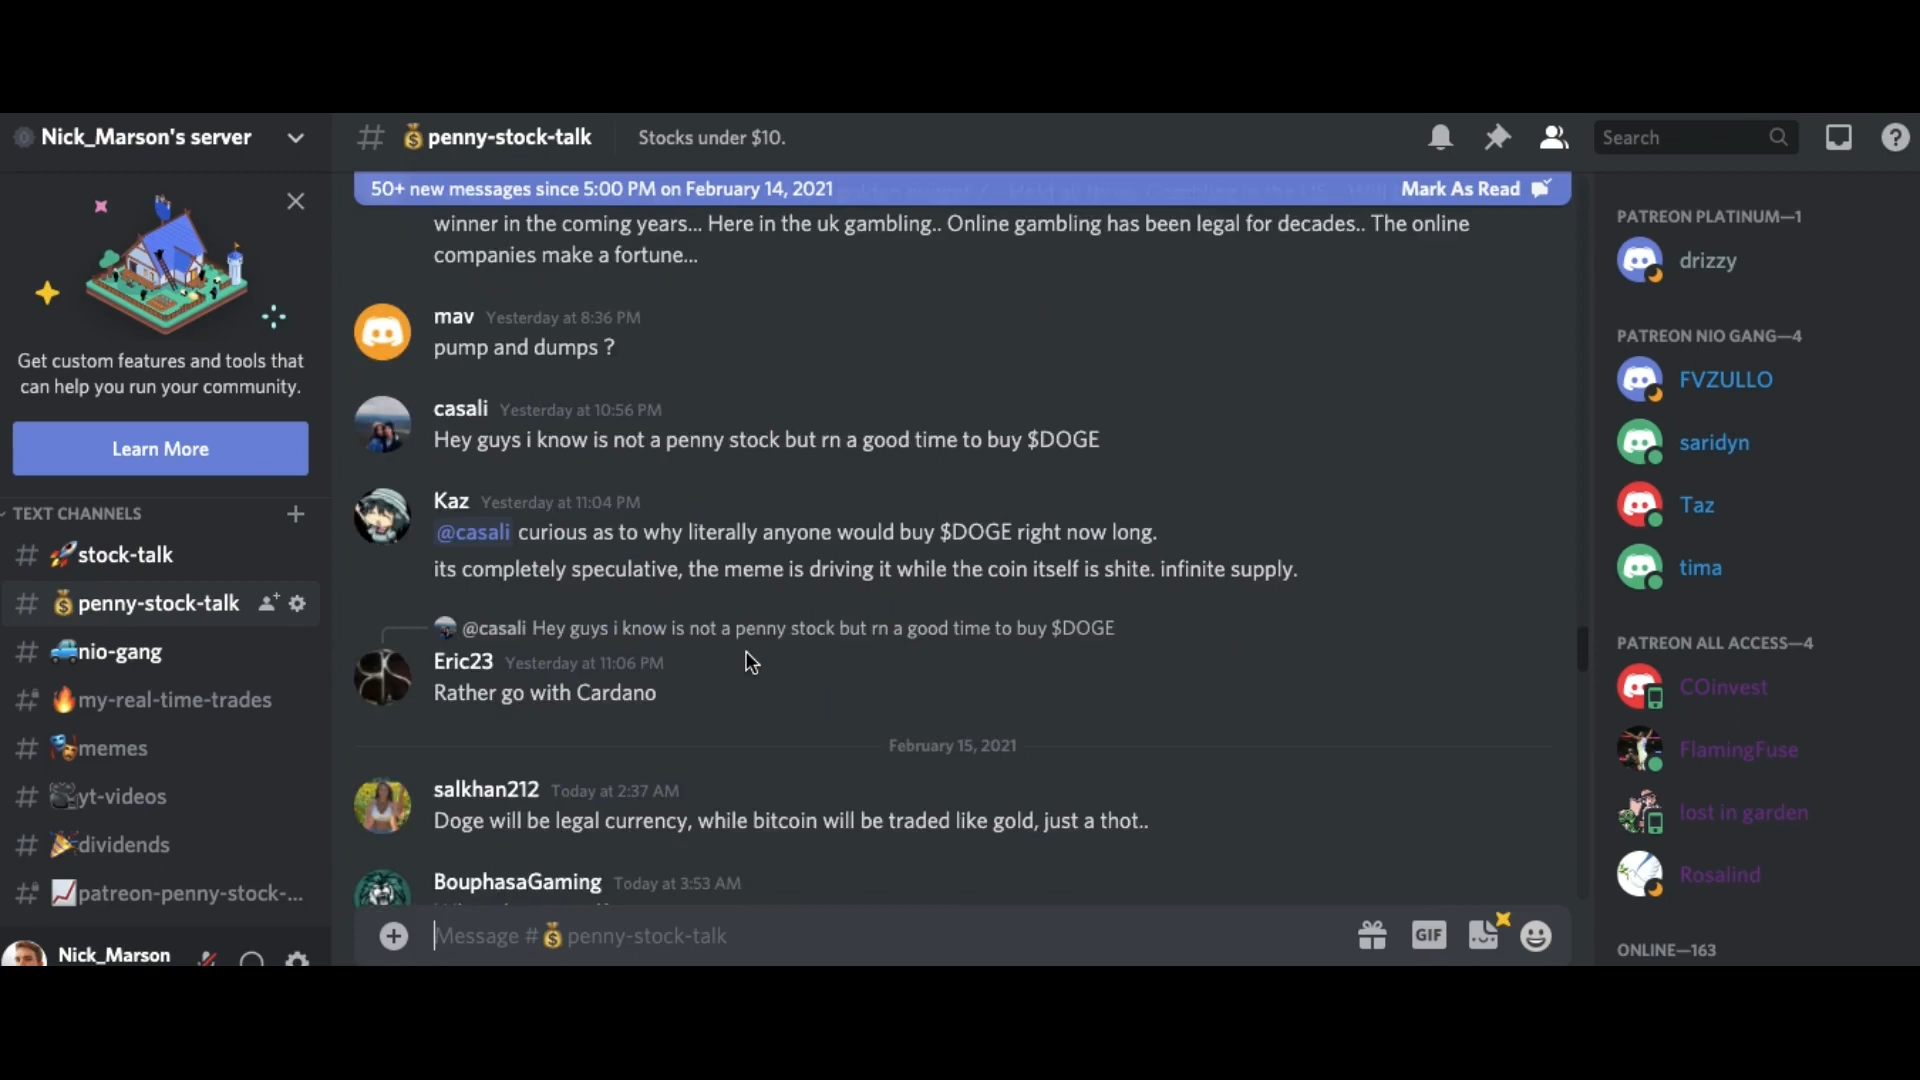 Nick_Marson's server
penny-stock-talk
Stocks under $10.
Search
50+ new messages since 5:00 PM on February 14, 2021
Mark As Read
Get custom features and tools that
can help you run your community.
Learn More
TEXT CHANNELS
# stock-talk
# penny-stock-talk
# nio-gang
# my-real-time-trades
# memes
# yt-videos
# dividends
# patreon-penny-stock-...
Nick_Marson
winner in the coming years... Here in the uk gambling.. Online gambling has been legal for decades.. The online
companies make a fortune...
mav Yesterday at 8:36 PM
pump and dumps ?
casali Yesterday at 10:56 PM
Hey guys i know is not a penny stock but rn a good time to buy $DOGE
Kaz Yesterday at 11:04 PM
@casali curious as to why literally anyone would buy $DOGE right now long.
its completely speculative, the meme is driving it while the coin itself is shite. infinite supply.
@casali Hey guys i know is not a penny stock but rn a good time to buy $DOGE
Eric23 Yesterday at 11:06 PM
Rather go with Cardano
February 15, 2021
salkhan212 Today at 2:37 AM
Doge will be legal currency, while bitcoin will be traded like gold, just a thot..
BouphasaGaming Today at 3:53 AM
Message # penny-stock-talk
GIF
PATREON PLATINUM—1
drizzy
PATREON NIO GANG—4
FVZULLO
saridyn
Taz
tima
PATREON ALL ACCESS—4
COinvest
FlamingFuse
lost in garden
Rosalind
ONLINE—163